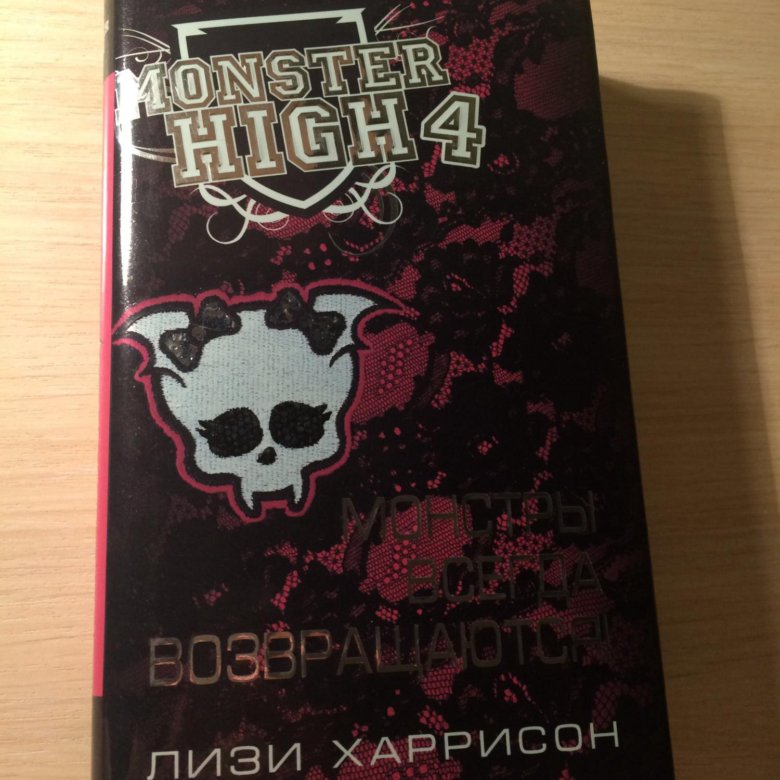 MONSTER
HIGH 4
МОНСТРЫ
ВСЕГДА
ВОЗВРАЩАЮТСЯ!
ЛИЗИ ХАРРИСОН